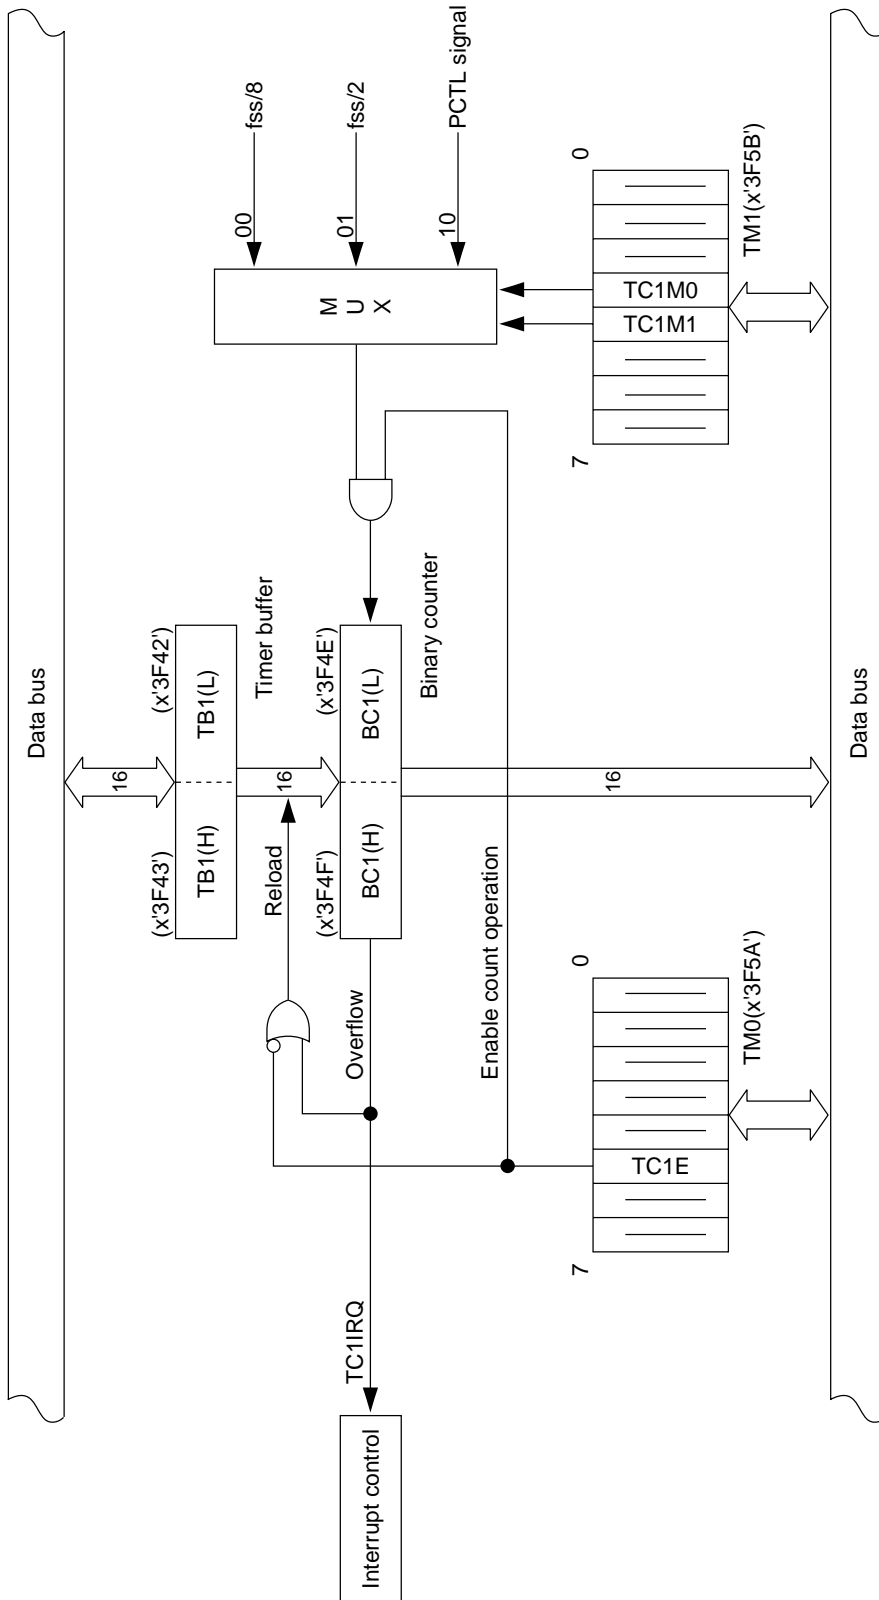 Data bus
(x'3F43')
(x'3F42')
TB1(H)
TB1(L)
16
Timer buffer
Reload
16
(x'3F4F')
(x'3F4E')
BC1(H)
BC1(L)
Binary counter
Overflow
TC1IRQ
Interrupt control
16
Enable count operation
M
U
X
00
fss/8
01
fss/2
10
PCTL signal
7
0
TC1E
TM0(x'3F5A')
7
0
TC1M1
TC1M0
TM1(x'3F5B')
Data bus